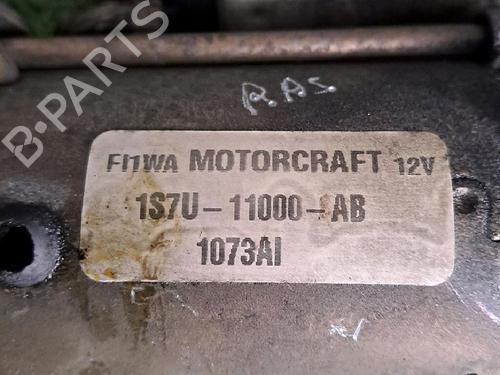 B-PARTS
R.A.S.
FI1WA MOTORCRAFT 12V
1S7U-11000-AB
1073AI